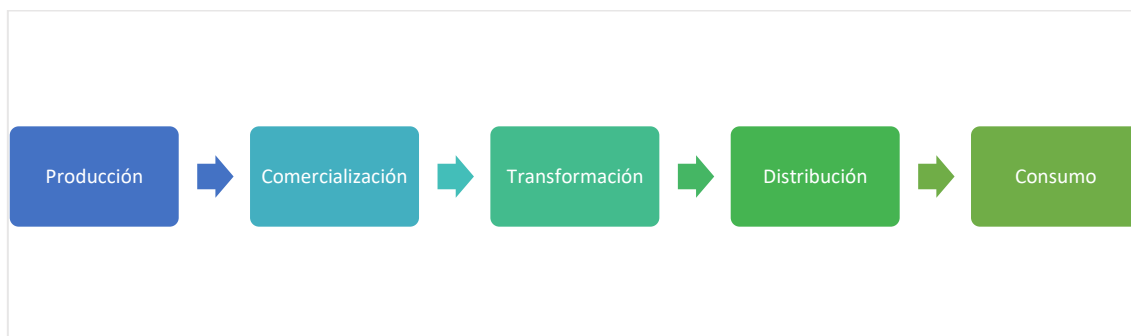 Producción
Comercialización
Transformación
Distribución
Consumo